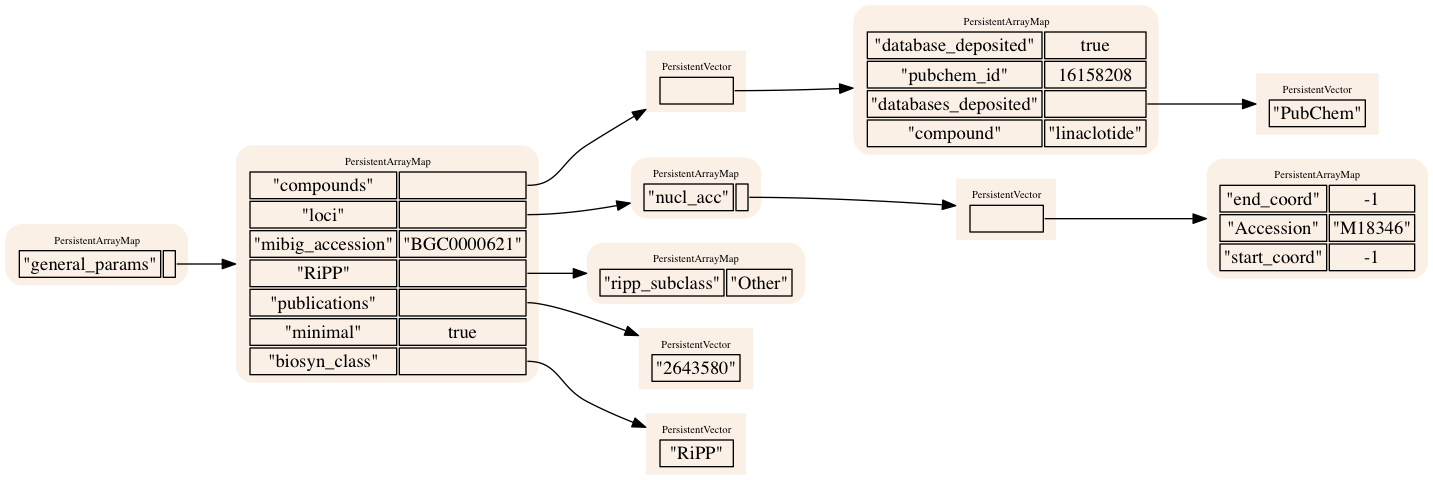 PersistentArrayMap
"general_params"
PersistentArrayMap
"compounds"
"loci"
"mibig_accession" "BGC0000621"
"RiPP"
"publications"
"minimal" true
"biosyn_class"
PersistentVector
PersistentArrayMap
"database_deposited" true
"pubchem_id" 16158208
"databases_deposited"
"compound" "linaclotide"
PersistentVector
"PubChem"
PersistentArrayMap
"nucl_acc"
PersistentVector
PersistentArrayMap
"end_coord" -1
"Accession" "M18346"
"start_coord" -1
PersistentArrayMap
"ripp_subclass" "Other"
PersistentVector
"2643580"
PersistentVector
"RiPP"